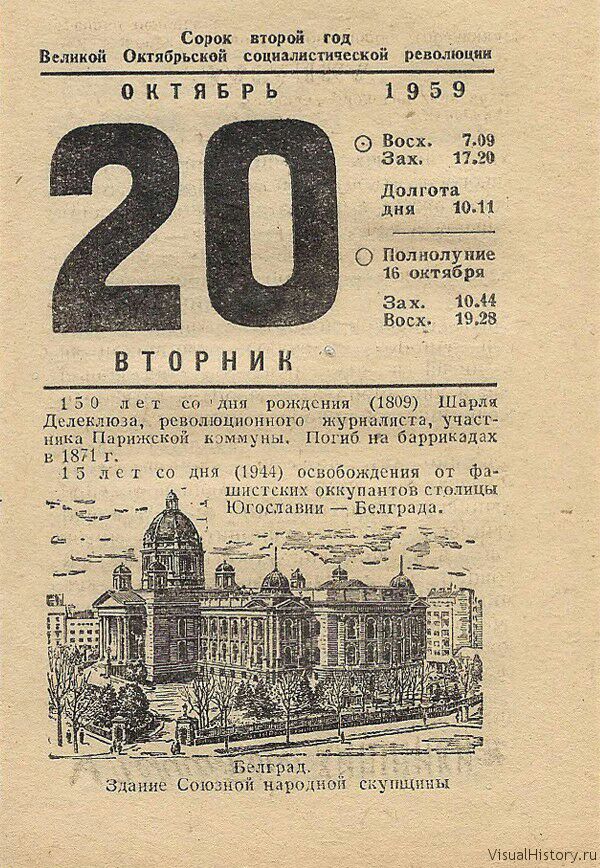 Сорок второй год
Великой Октябрьской социалистической революции
ОКТЯБРЬ 1959
20
Восх. 7.09
Зах. 17.20
Долгота
дня 10.11
Полнолуние
16 октября
Зах. 10.44
Восх. 19.28
ВТОРНИК
150 лет со дня рождения (1809) Шарля
Делеклюза, революционного журналиста, участ-
ника Парижской коммуны. Погиб на баррикадах
в 1871 г.
15 лет со дня (1944) освобождения от фа-
шистских оккупантов столицы
Югославии — Белграда.
Белград.
Здание Союзной народной скупщины
VisualHistory.ru